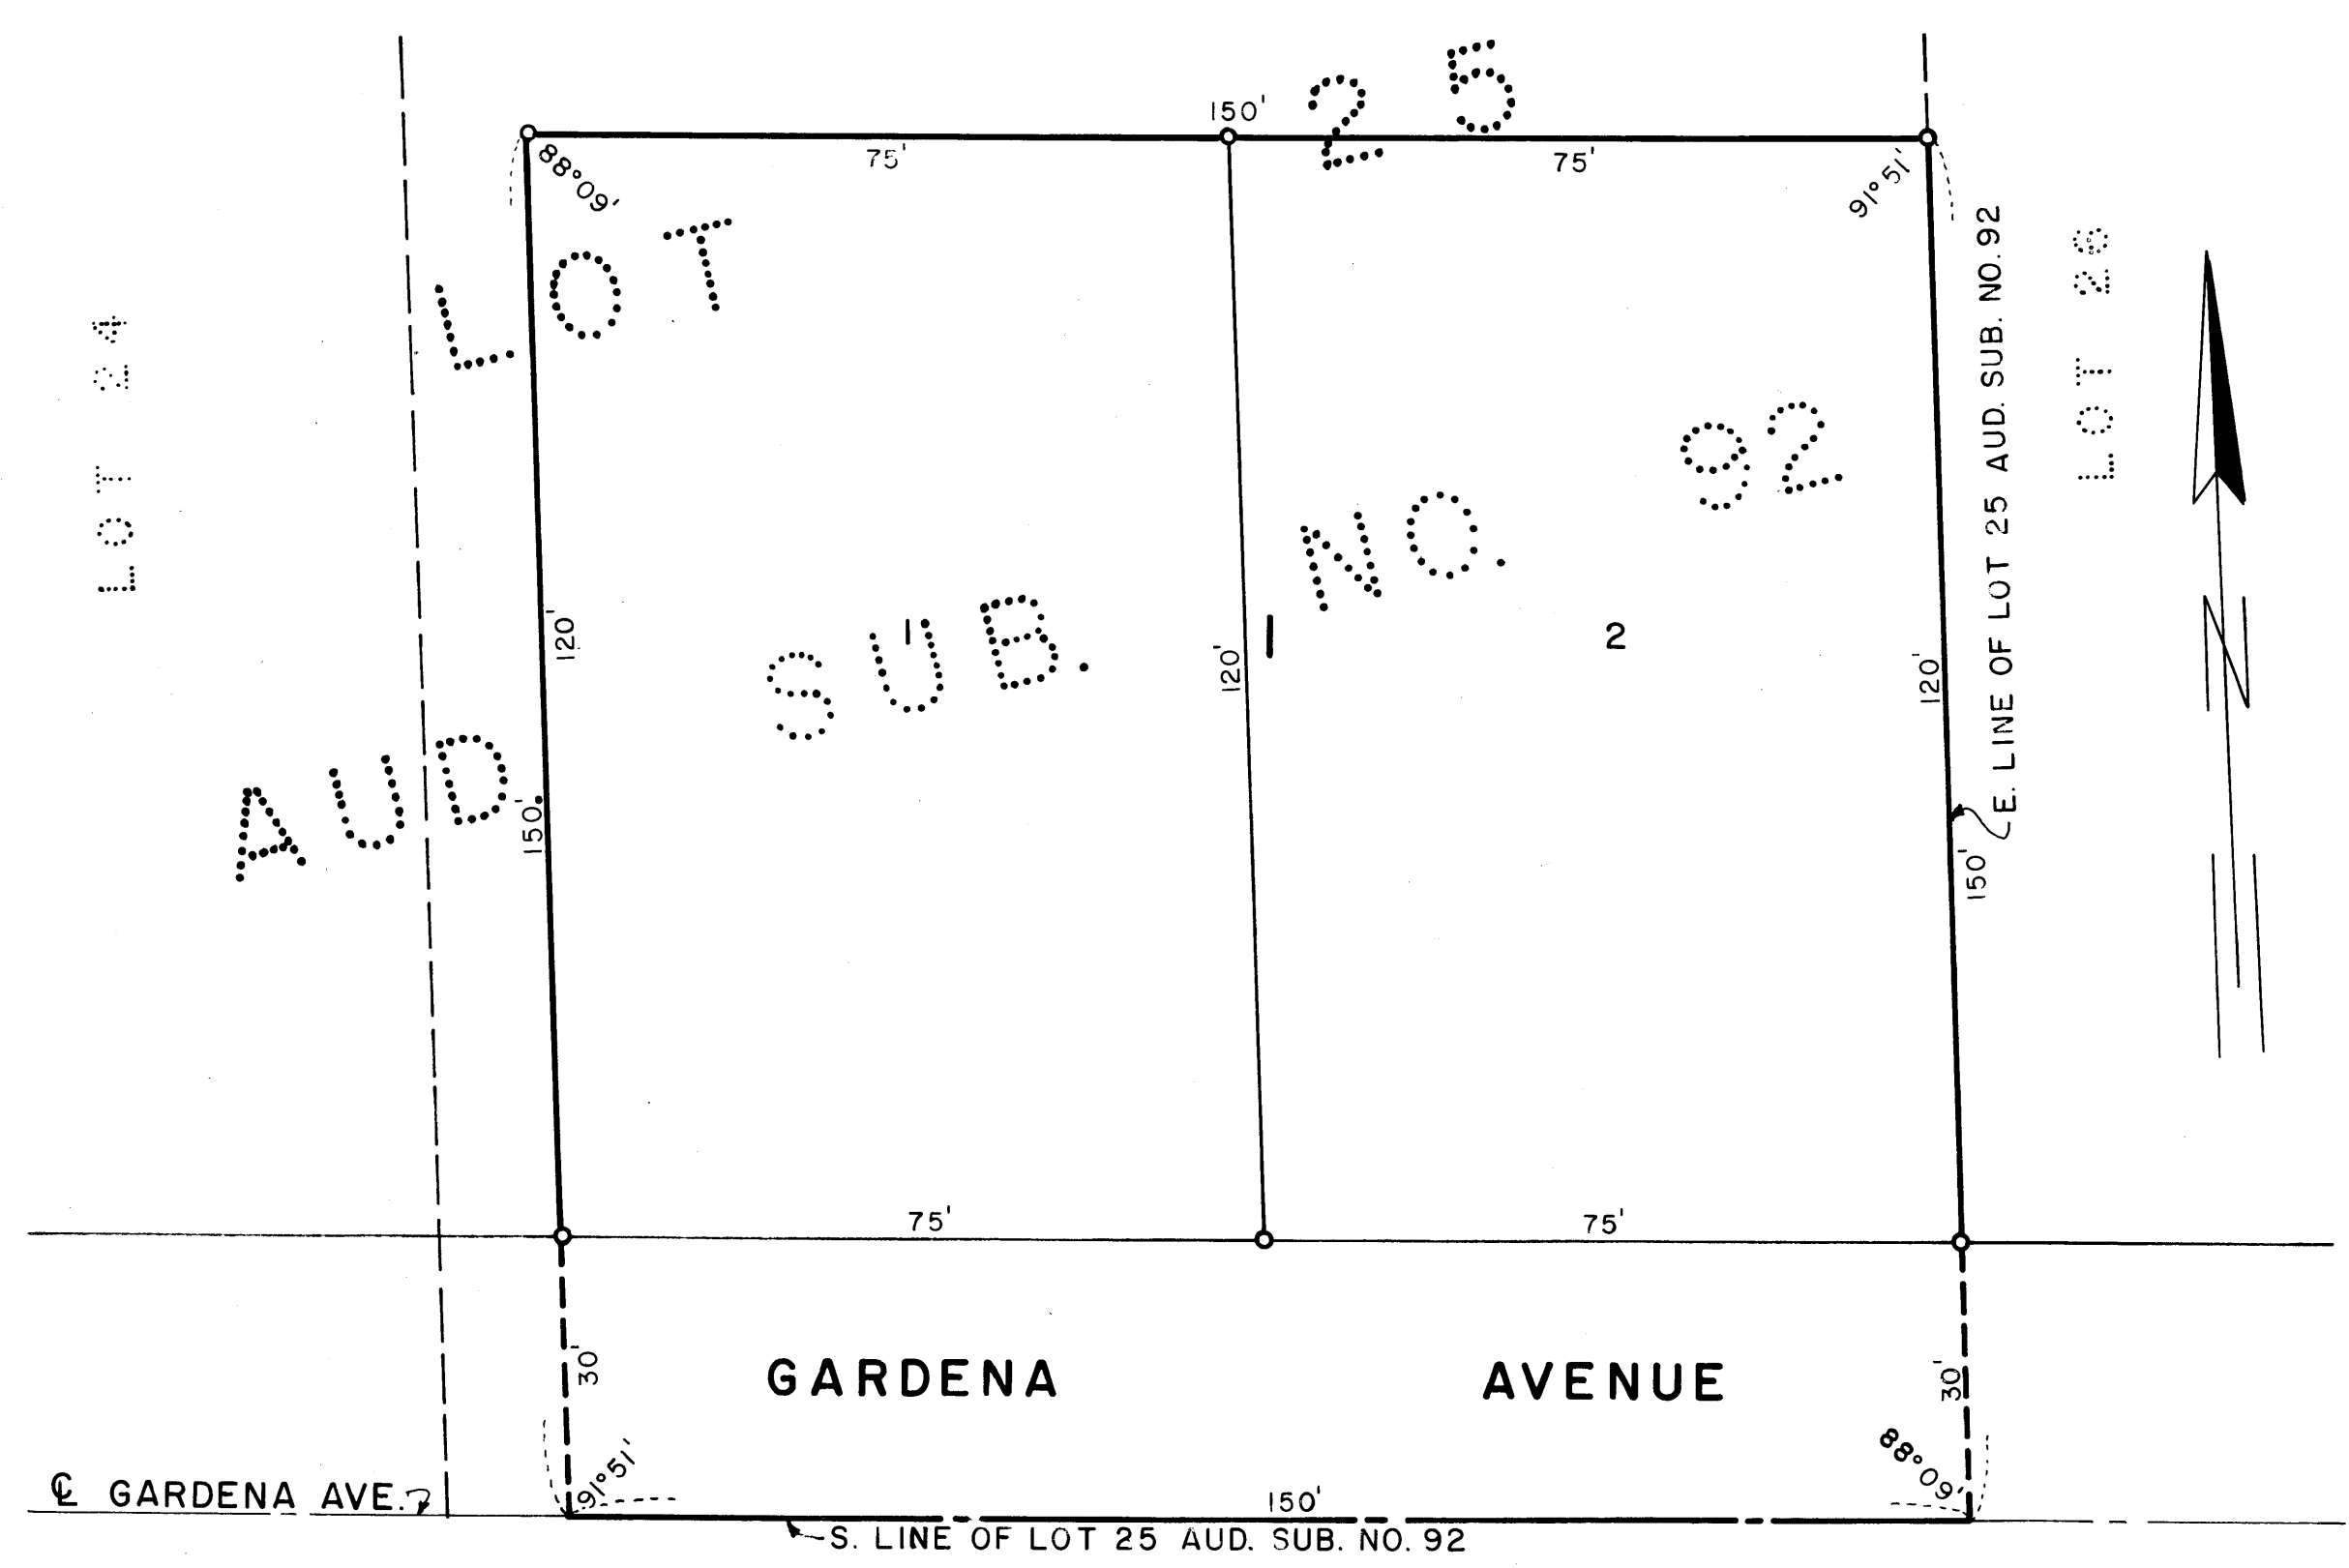 LOT 25
150'
75'
75'
88°09'
91°51'
LOT 24
LOT 26
E. LINE OF LOT 25 AUD. SUB. NO. 92
AUD. SUB. NO. 92
120'
1
120'
2
120'
N
150'
150'
75'
75'
30'
GARDENA AVENUE
30'
91°51'
88°09'
℄ GARDENA AVE.
150'
S. LINE OF LOT 25 AUD. SUB. NO. 92